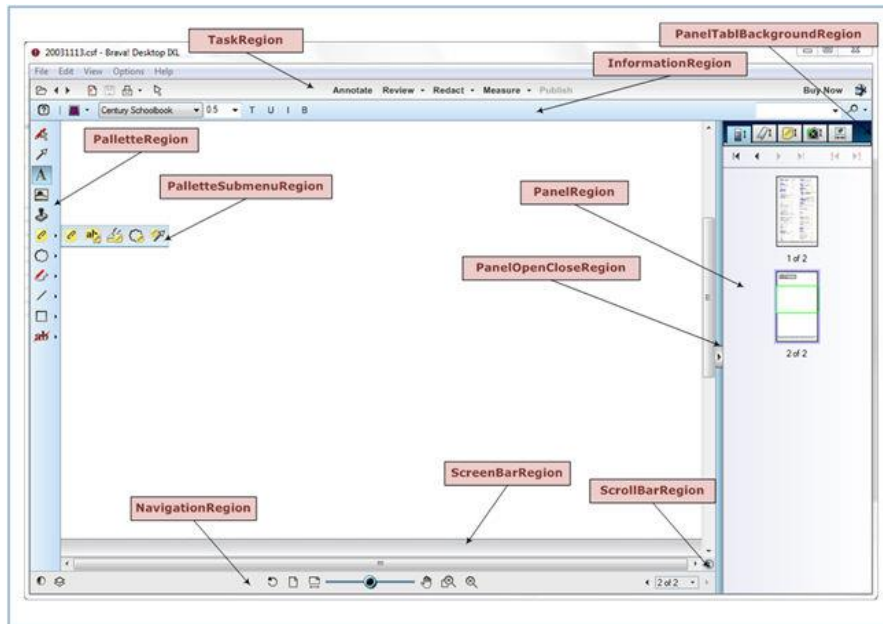 PanelTablBackgroundRegion
TaskRegion
20031113.csf - Brava! Desktop IXL
InformationRegion
File Edit View Options Help
Annotate Review Redact Measure Publish
Buy Now
Century Schoolbook 0.5 T U I B
PalletteRegion
A
PalletteSubmenuRegion
PanelRegion
ab
1 of 2
PanelOpenCloseRegion
ab
2 of 2
ScreenBarRegion
ScrollBarRegion
NavigationRegion
2 of 2